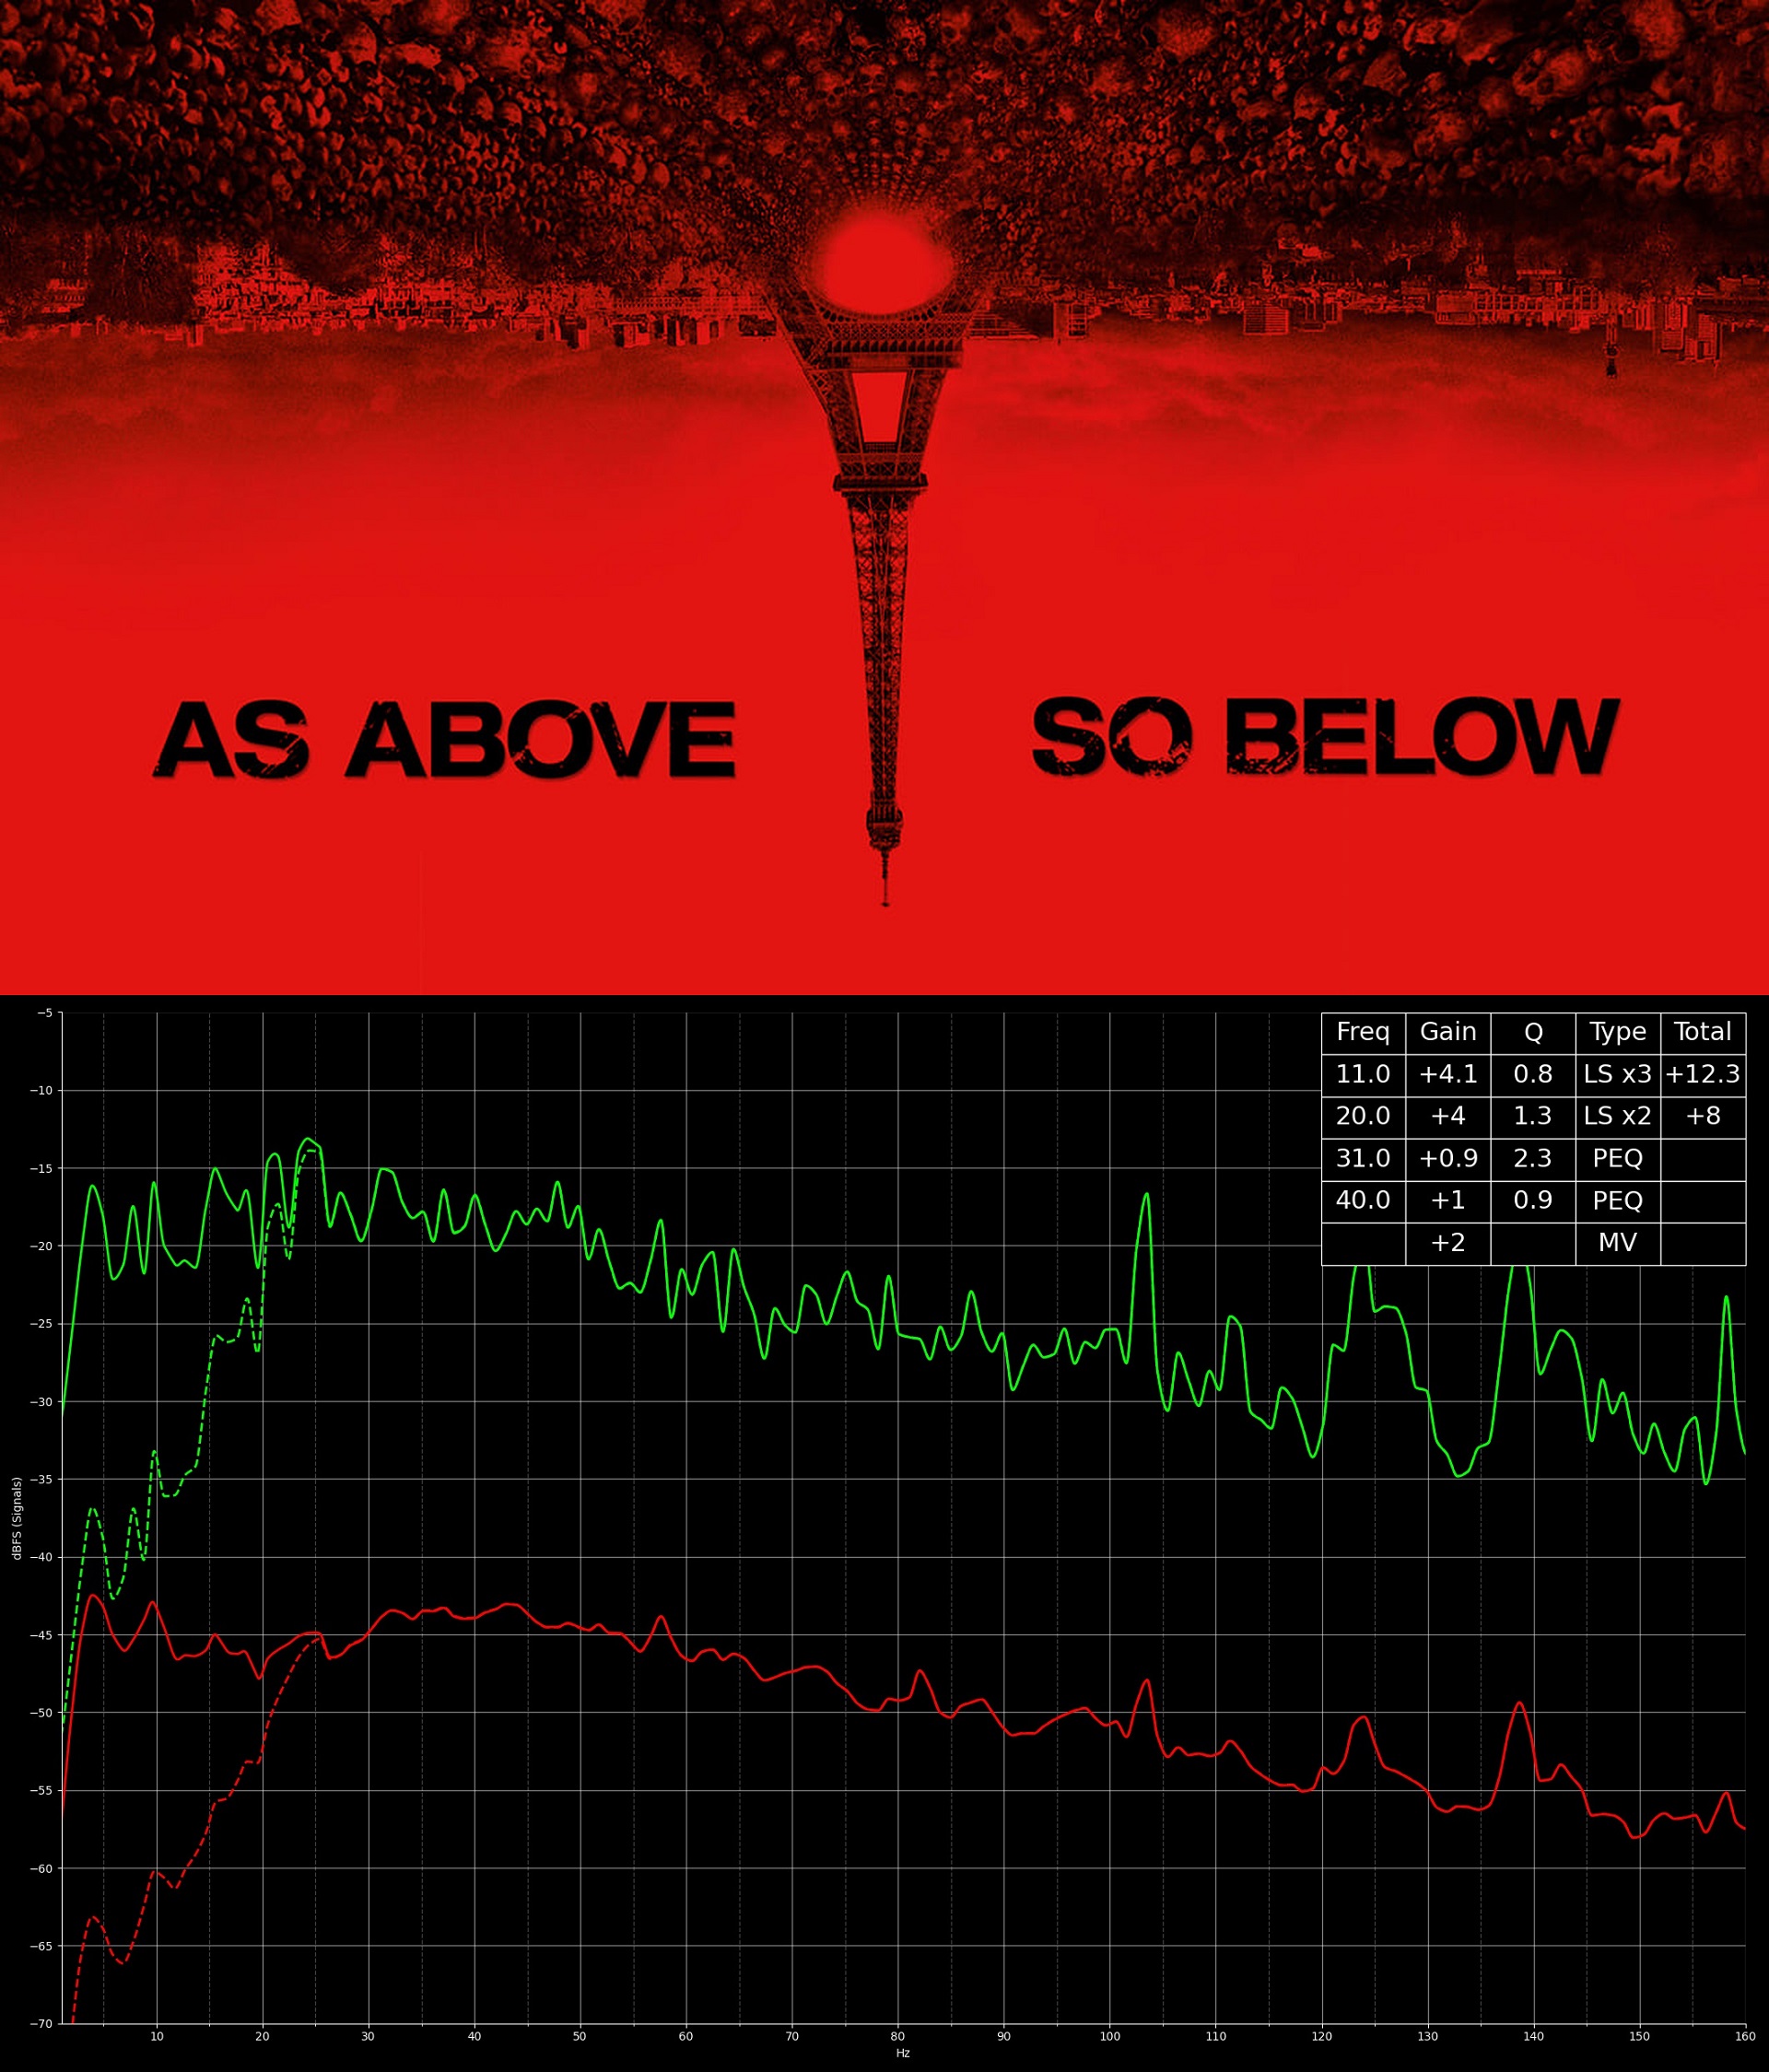 AS ABOVE SO BELOW
Freq Gain Q Type Total
11.0 +4.1 0.8 LS x3 +12.3
20.0 +4 1.3 LS x2 +8
31.0 +0.9 2.3 PEQ
40.0 +1 0.9 PEQ
+2 MV
−5
−10
−15
−20
−25
−30
−35
−40
−45
−50
−55
−60
−65
−70
dBFS (Signals)
10 20 30 40 50 60 70 80 90 100 110 120 130 140 150 160
Hz